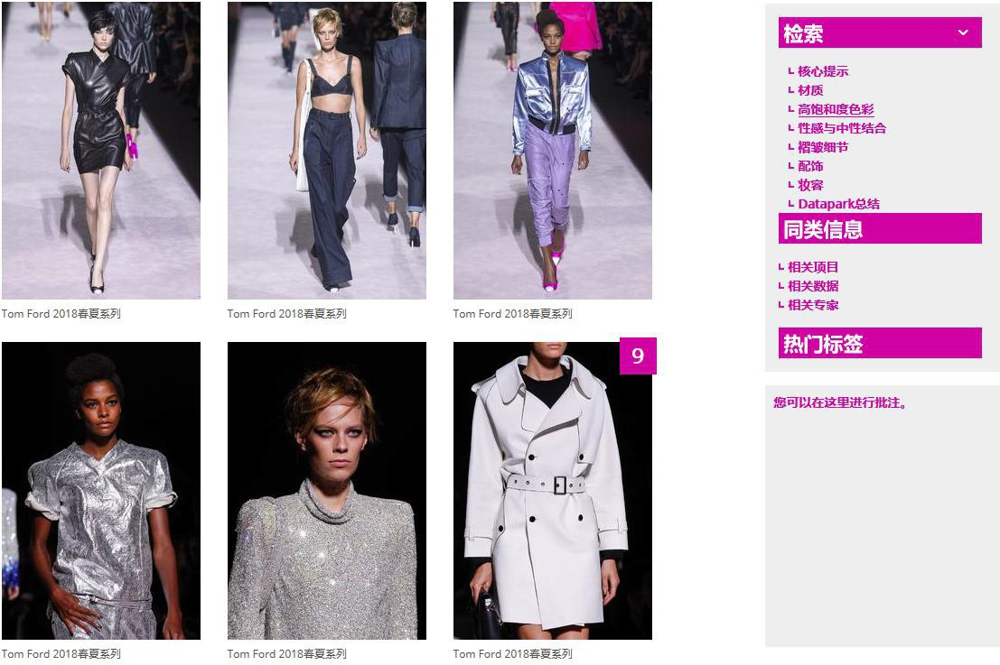 Tom Ford 2018春夏系列
Tom Ford 2018春夏系列
Tom Ford 2018春夏系列
9
Tom Ford 2018春夏系列
Tom Ford 2018春夏系列
Tom Ford 2018春夏系列
检索
核心提示
材质
高饱和度色彩
性感与中性结合
褶皱细节
配饰
妆容
Datapark总结
同类信息
相关项目
相关数据
相关专家
热门标签
您可以在这里进行批注。